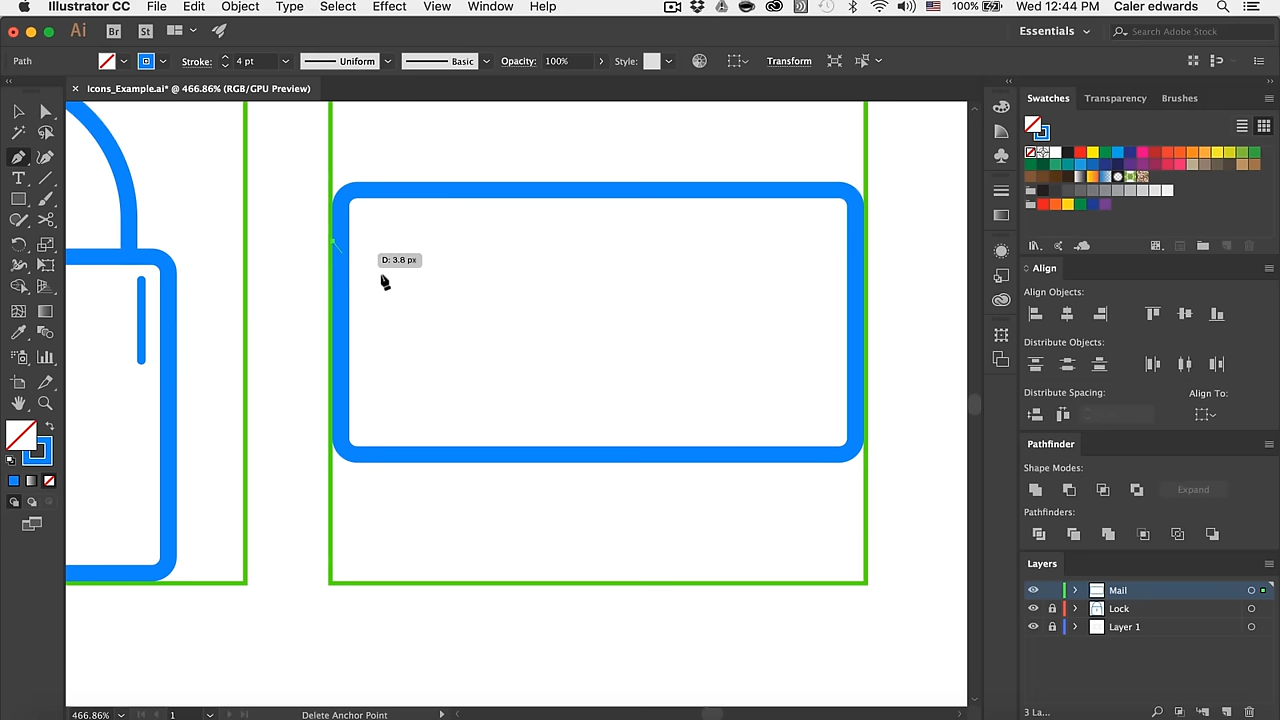 Illustrator CC File Edit Object Type Select Effect View Window Help 100% Wed 12:44 PM Caler edwards
Ai Br St Essentials Search Adobe Stock
Path Stroke: 4 pt Uniform Basic Opacity: 100% Style: Transform
Icons_Example.ai* @ 466.86% (RGB/GPU Preview)
Swatches Transparency Brushes
D: 3.8 px
Align
Align Objects:
Distribute Objects:
Distribute Spacing: Align To:
Pathfinder
Shape Modes:
Expand
Pathfinders:
Layers
Mail
Lock
Layer 1
466.86% 1 Delete Anchor Point 3 La...